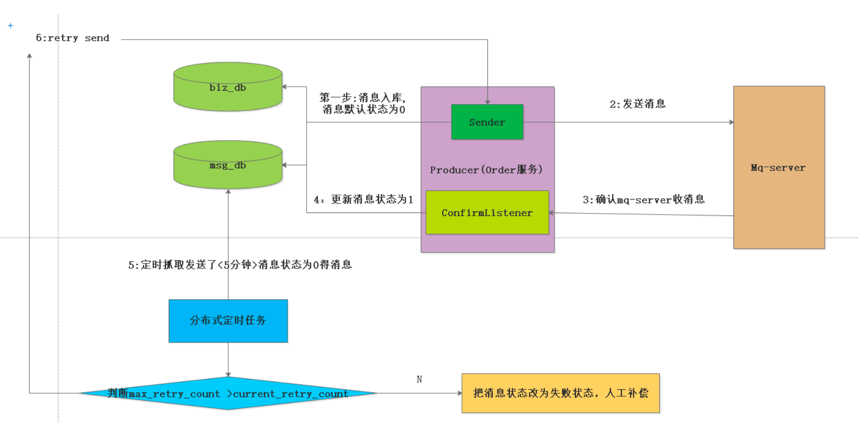 6:retry send
biz_db
第一步:消息入库,
消息默认状态为0
Sender
2:发送消息
msg_db
Producer(Order服务)
Mq-server
4: 更新消息状态为1
ConfirmListener
3:确认mq-server收消息
5:定时抓取发送了<5分钟>消息状态为0得消息
分布式定时任务
判断max_retry_count >current_retry_count
N
把消息状态改为失败状态，人工补偿